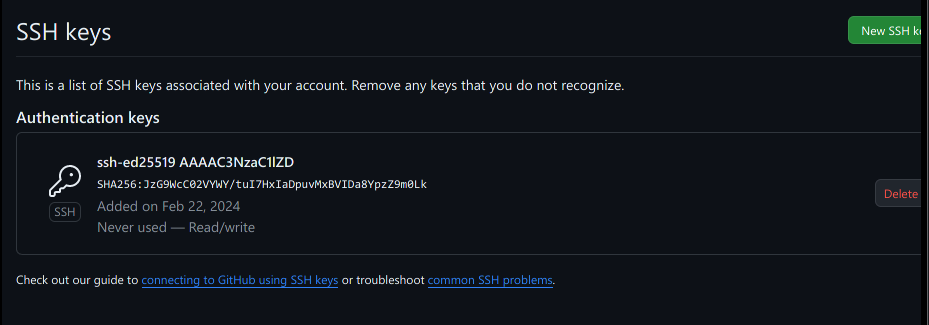 SSH keys
New SSH k
This is a list of SSH keys associated with your account. Remove any keys that you do not recognize.
Authentication keys
ssh-ed25519 AAAAC3NzaC1lZD
SHA256:JzG9WcC02VYWY/tuI7HxIaDpuvMxBVIDa8YpzZ9m0Lk
SSH
Added on Feb 22, 2024
Never used — Read/write
Delete
Check out our guide to connecting to GitHub using SSH keys or troubleshoot common SSH problems.